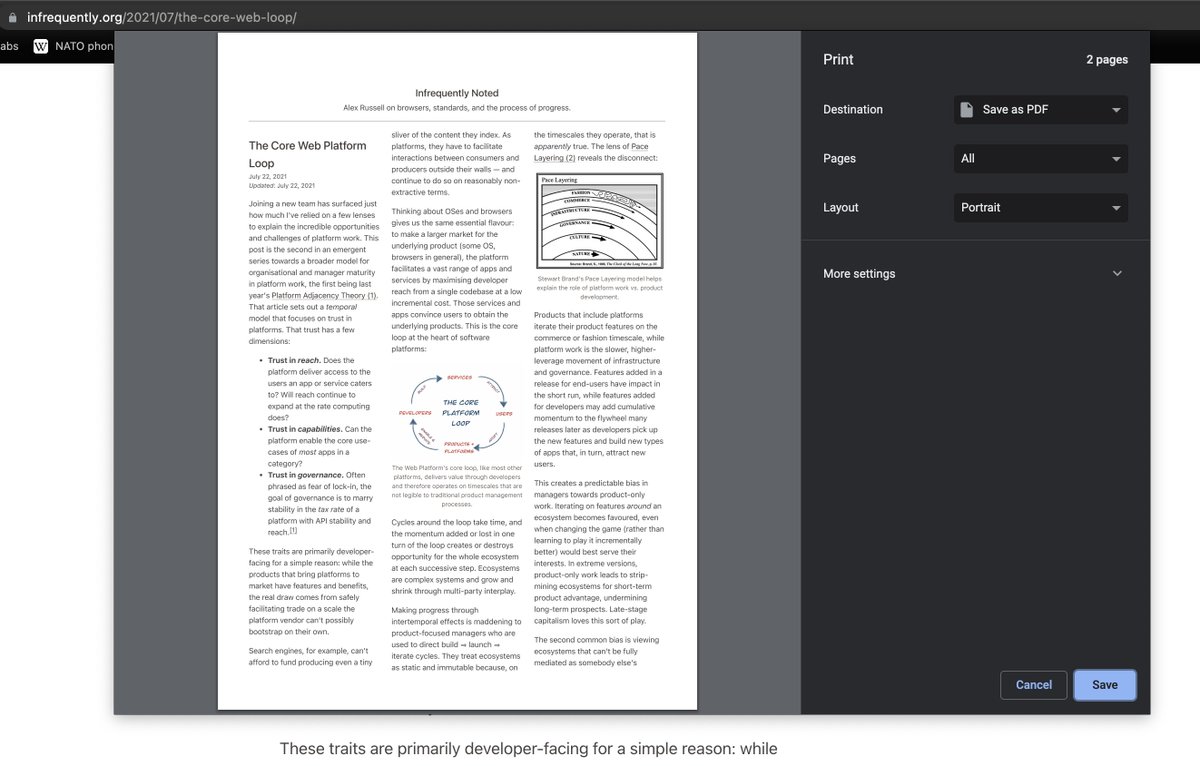 infrequently.org/2021/07/the-core-web-loop/
abs
W
NATO phon
Infrequently Noted
Alex Russell on browsers, standards, and the process of progress.
The Core Web Platform
Loop
July 22, 2021
Updated: July 22, 2021
Joining a new team has surfaced just
how much I've relied on a few lenses
to explain the incredible opportunities
and challenges of platform work. This
post is the second in an emergent
series towards a broader model for
organisational and manager maturity
in platform work, the first being last
year's Platform Adjacency Theory (1).
That article sets out a temporal
model that focuses on trust in
platforms. That trust has a few
dimensions:
• Trust in reach. Does the
platform deliver access to the
users an app or service caters
to? Will reach continue to
expand at the rate computing
does?
• Trust in capabilities. Can the
platform enable the core use-
cases of most apps in a
category?
• Trust in governance. Often
phrased as fear of lock-in, the
goal of governance is to marry
stability in the tax rate of a
platform with API stability and
reach.[1]
These traits are primarily developer-
facing for a simple reason: while the
products that bring platforms to
market have features and benefits,
the real draw comes from safely
facilitating trade on a scale the
platform vendor can't possibly
bootstrap on their own.
Search engines, for example, can't
afford to fund producing even a tiny
sliver of the content they index. As
platforms, they have to facilitate
interactions between consumers and
producers outside their walls — and
continue to do so on reasonably non-
extractive terms.
Thinking about OSes and browsers
gives us the same essential flavour:
to make a larger market for the
underlying product (some OS,
browsers in general), the platform
facilitates a vast range of apps and
services by maximising developer
reach from a single codebase at a low
incremental cost. Those services and
apps convince users to obtain the
underlying products. This is the core
loop at the heart of software
platforms:
SERVICES
BUILD
ATTRACT
THE CORE
PLATFORM
LOOP
DEVELOPERS
USERS
PRODUCTS +
PLATFORMS
The Web Platform's core loop, like most other
platforms, delivers value through developers
and therefore operates on timescales that are
not legible to traditional product management
processes.
Cycles around the loop take time, and
the momentum added or lost in one
turn of the loop creates or destroys
opportunity for the whole ecosystem
at each successive step. Ecosystems
are complex systems and grow and
shrink through multi-party interplay.
Making progress through
intertemporal effects is maddening to
product-focused managers who are
used to direct build ⇒ launch ⇒
iterate cycles. They treat ecosystems
as static and immutable because, on
the timescales they operate, that is
apparently true. The lens of Pace
Layering (2) reveals the disconnect:
Pace Layering
FASHION
COMMERCE
INFRASTRUCTURE
GOVERNANCE
CULTURE
NATURE
Source: Brand, S., 1999, The Clock of the Long Now, p.37
Stewart Brand's Pace Layering model helps
explain the role of platform work vs. product
development.
Products that include platforms
iterate their product features on the
commerce or fashion timescale, while
platform work is the slower, higher-
leverage movement of infrastructure
and governance. Features added in a
release for end-users have impact in
the short run, while features added
for developers may add cumulative
momentum to the flywheel many
releases later as developers pick up
the new features and build new types
of apps that, in turn, attract new
users.
This creates a predictable bias in
managers towards product-only
work. Iterating on features around an
ecosystem becomes favoured, even
when changing the game (rather than
learning to play it incrementally
better) would best serve their
interests. In extreme versions,
product-only work leads to strip-
mining ecosystems for short-term
product advantage, undermining
long-term prospects. Late-stage
capitalism loves this sort of play.
The second common bias is viewing
ecosystems that can't be fully
mediated as somebody else's
Print
2 pages
Destination
Save as PDF
Pages
All
Layout
Portrait
More settings
Cancel
Save
These traits are primarily developer-facing for a simple reason: while